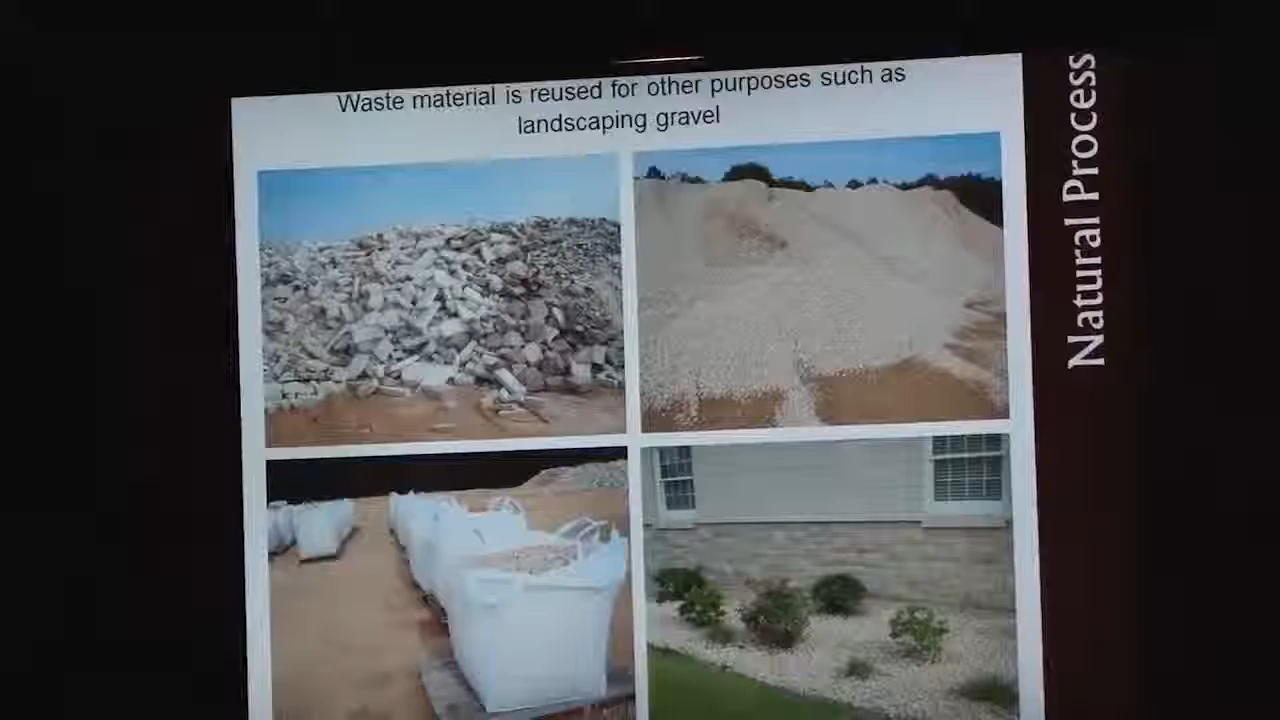 Waste material is reused for other purposes such as
landscaping gravel
Natural Process